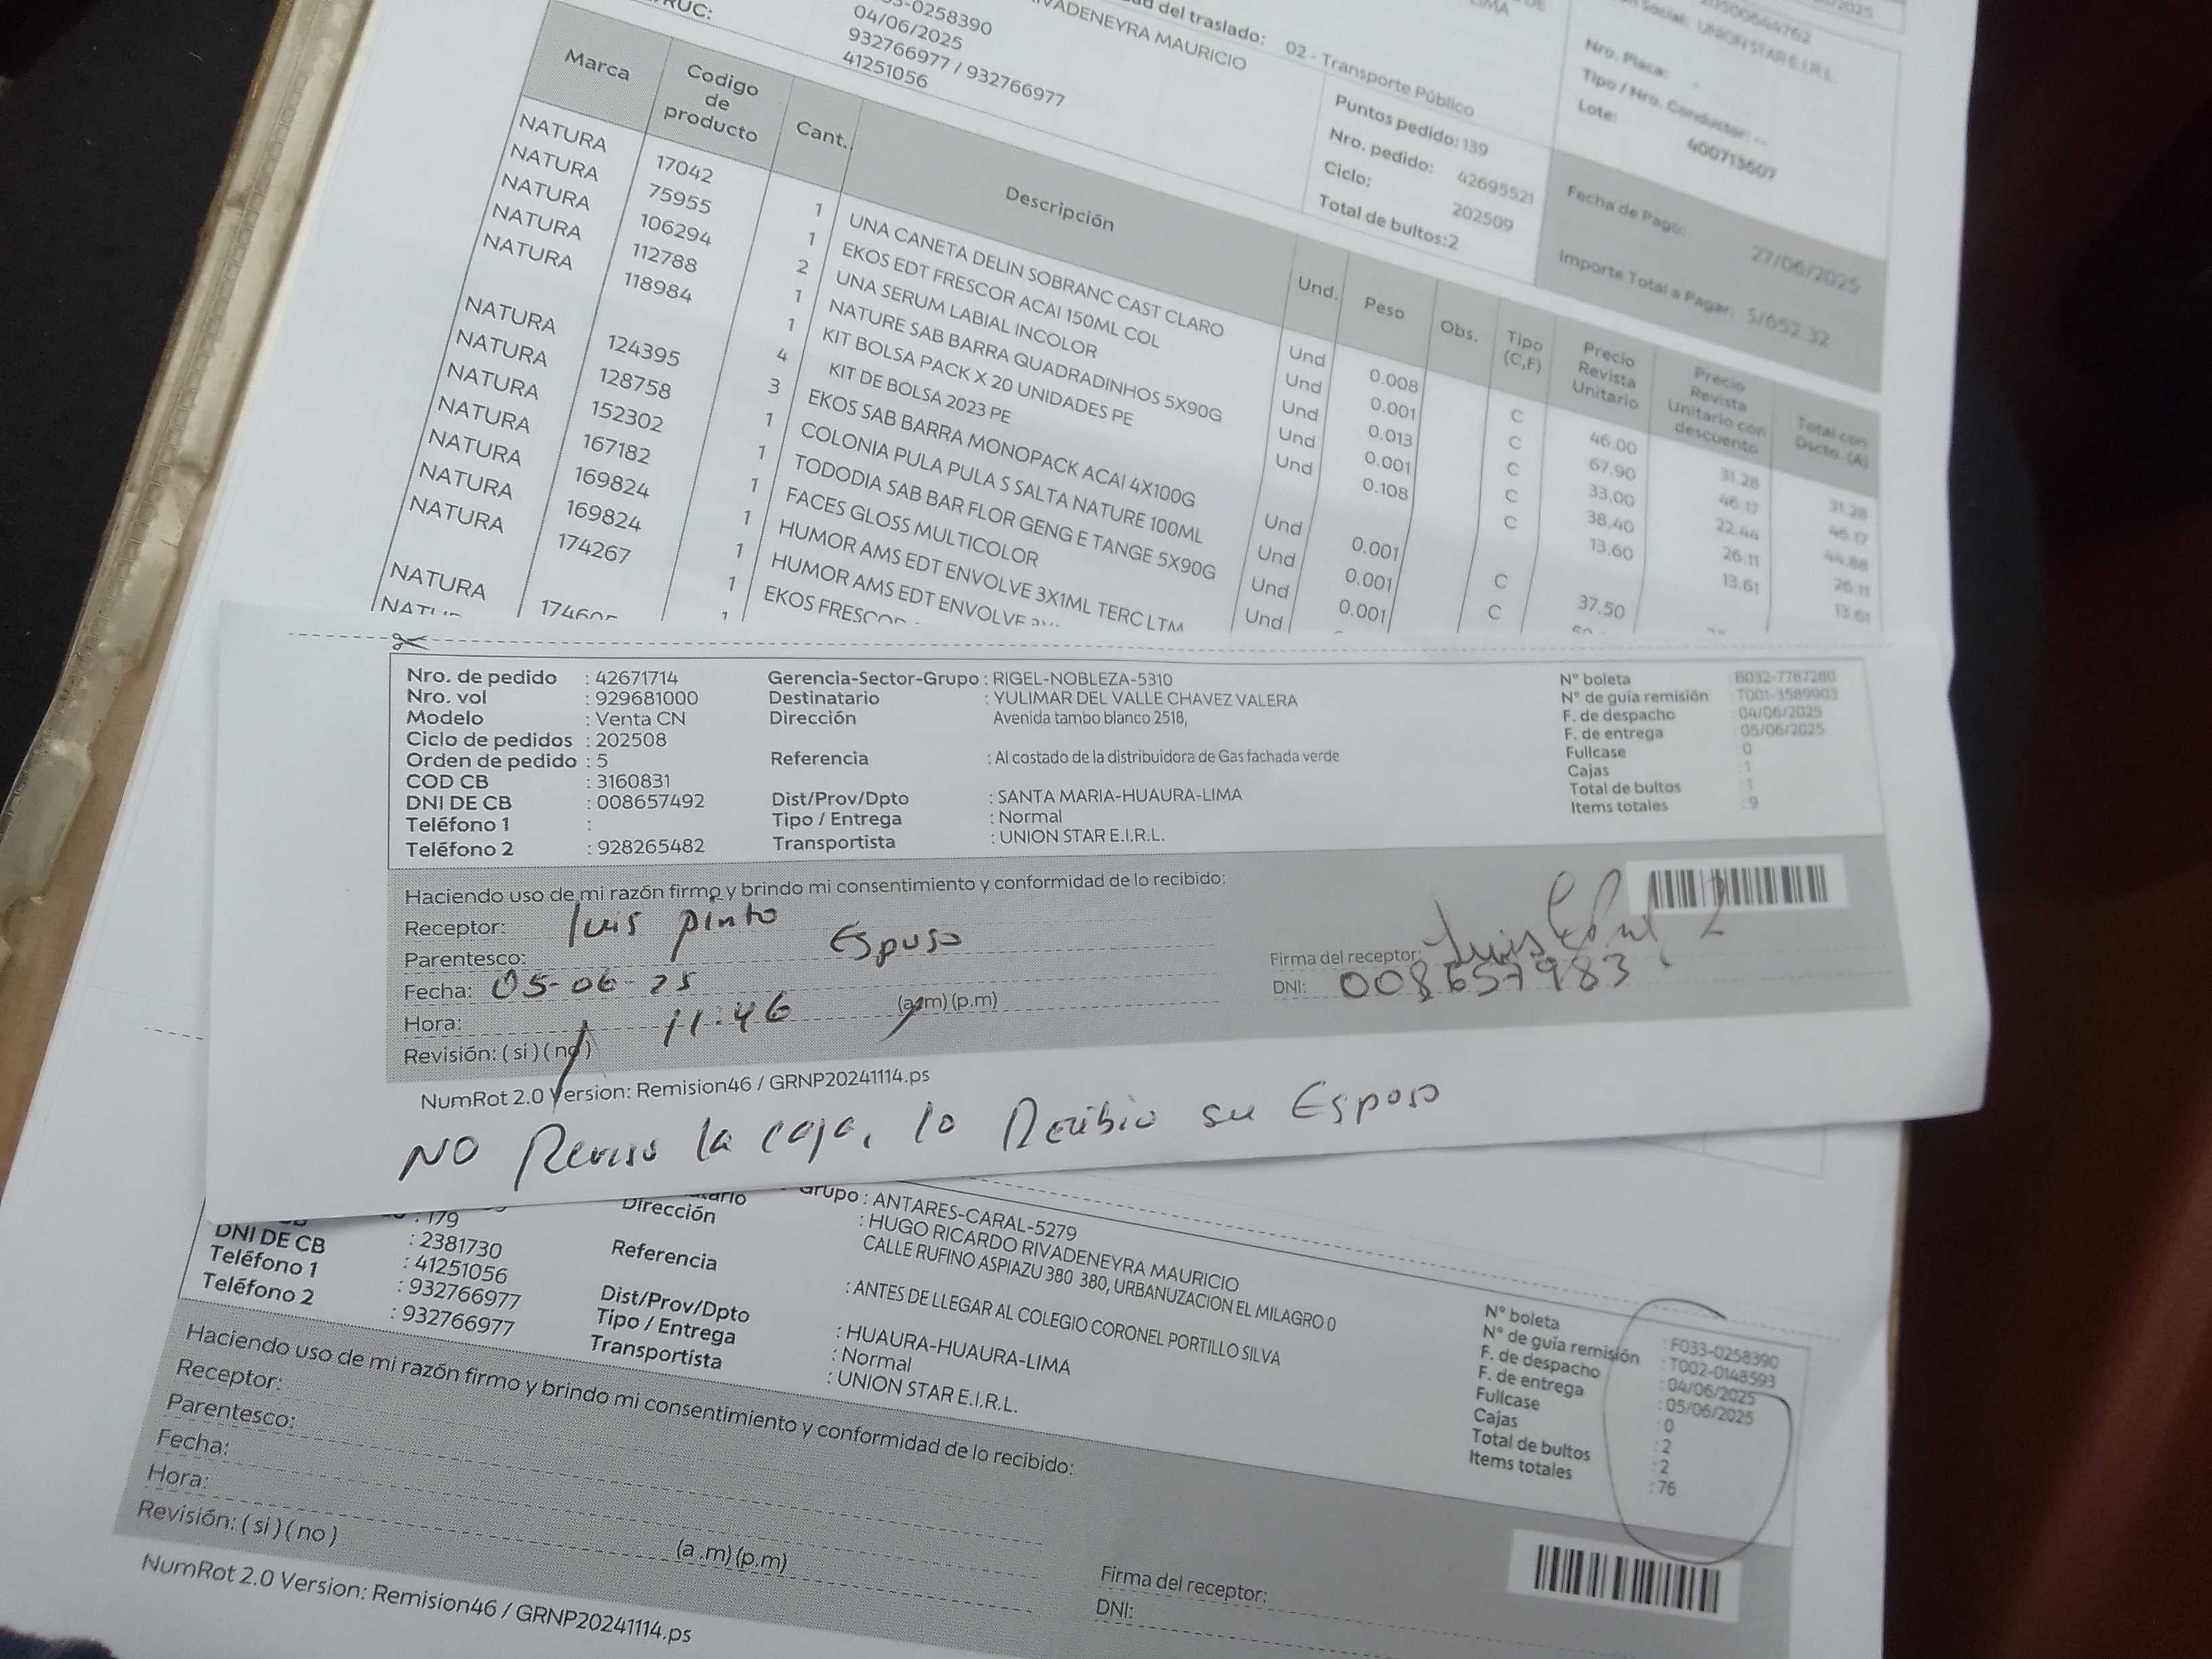 RUC:
0258390
04/06/2025
932766977 / 932766977
41251056
RIVADENEYRA MAURICIO
del traslado: 02 - Transporte Público
LIMA
Puntos pedido: 139
Nro. pedido: 42695521
Ciclo: 202509
Total de bultos:2
UNION STAR E.I.R.L
Nro. Placa: -
Tipo / Nro. Conductor: --
Lote: 400713607
Fecha de Pago: 27/06/2025
Importe Total a Pagar: S/652.32
Marca Codigo de producto Cant. Descripción Und. Peso Obs. Tipo (C,F) Precio Revista Unitario Precio Revista Unitario con descuento Total con Dscto. (A)
NATURA 17042 1 UNA CANETA DELIN SOBRANC CAST CLARO Und 0.008 C 46.00 31.28 31.28
NATURA 75955 1 EKOS EDT FRESCOR ACAI 150ML COL Und 0.001 C 67.90 46.17 46.17
NATURA 106294 2 UNA SERUM LABIAL INCOLOR Und 0.013 C 33.00 22.44 44.88
NATURA 112788 1 NATURE SAB BARRA QUADRADINHOS 5X90G Und 0.001 C 38.40 26.11 26.11
NATURA 118984 1 KIT BOLSA PACK X 20 UNIDADES PE Und 0.108 13.60 13.61 13.61
NATURA 124395 4 KIT DE BOLSA 2023 PE Und 0.001 C 37.50
NATURA 128758 3 EKOS SAB BARRA MONOPACK ACAI 4X100G Und 0.001 C
NATURA 152302 1 COLONIA PULA PULA S SALTA NATURE 100ML Und 0.001
NATURA 167182 1 TODODIA SAB BAR FLOR GENG E TANGE 5X90G Und
NATURA 169824 1 FACES GLOSS MULTICOLOR
NATURA 169824 1 HUMOR AMS EDT ENVOLVE 3X1ML TERC LTM
NATURA 174267 1 HUMOR AMS EDT ENVOLVE
NATURA 1 EKOS FRESCOR
Nro. de pedido : 42671714 Gerencia-Sector-Grupo : RIGEL-NOBLEZA-5310 N° boleta : B032-7787280
Nro. vol : 929681000 Destinatario : YULIMAR DEL VALLE CHAVEZ VALERA N° de guía remisión : T001-3589903
Modelo : Venta CN Dirección Avenida tambo blanco 2518, F. de despacho : 04/06/2025
Ciclo de pedidos : 202508 F. de entrega : 05/06/2025
Orden de pedido : 5 Referencia : Al costado de la distribuidora de Gas fachada verde Fullcase : 0
COD CB : 3160831 Cajas : 1
DNI DE CB : 008657492 Dist/Prov/Dpto : SANTA MARIA-HUAURA-LIMA Total de bultos : 1
Teléfono 1 : Tipo / Entrega : Normal Items totales : 9
Teléfono 2 : 928265482 Transportista : UNION STAR E.I.R.L.
Haciendo uso de mi razón firmo y brindo mi consentimiento y conformidad de lo recibido:
Receptor: luis pinto
Parentesco: Esposo Firma del receptor: Luis
Fecha: 05-06-25 DNI: 008657983
Hora: 11:46 (a.m) (p.m)
Revisión: ( si ) ( no )
NumRot 2.0 Version: Remision46 / GRNP20241114.ps
NO Reviso la caja, lo Recibio su Esposo
Grupo : ANTARES-CARAL-5279
: 179 Dirección : HUGO RICARDO RIVADENEYRA MAURICIO
: 2381730 CALLE RUFINO ASPIAZU 380 380, URBANUZACION EL MILAGRO 0
DNI DE CB : 41251056 Referencia : ANTES DE LLEGAR AL COLEGIO CORONEL PORTILLO SILVA
Teléfono 1 : 932766977 Dist/Prov/Dpto : HUAURA-HUAURA-LIMA
Teléfono 2 : 932766977 Tipo / Entrega : Normal
Transportista : UNION STAR E.I.R.L.
N° boleta : F033-0258390
N° de guía remisión : T002-0148593
F. de despacho : 04/06/2025
F. de entrega : 05/06/2025
Fullcase : 0
Cajas : 2
Total de bultos : 2
Items totales : 76
Haciendo uso de mi razón firmo y brindo mi consentimiento y conformidad de lo recibido:
Receptor:
Parentesco:
Fecha:
Hora: (a .m) (p.m)
Revisión: ( si ) ( no )
Firma del receptor:
DNI:
NumRot 2.0 Version: Remision46 / GRNP20241114.ps